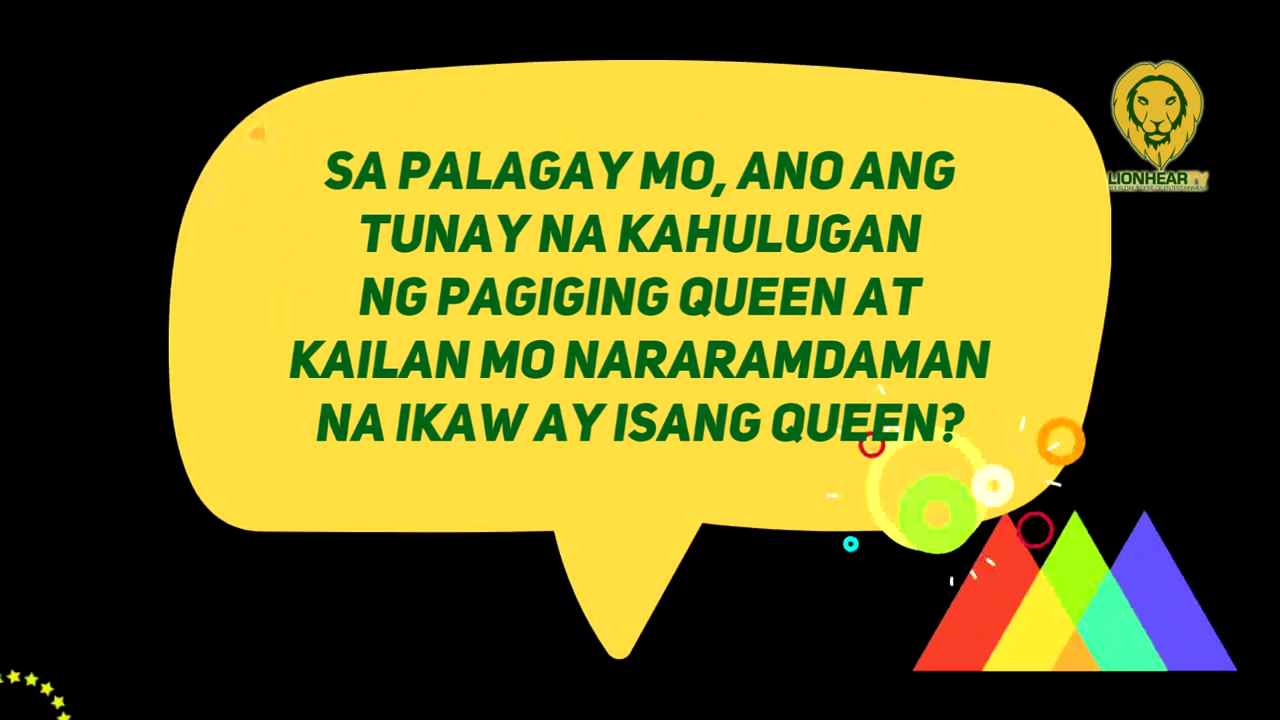 SA PALAGAY MO, ANO ANG
TUNAY NA KAHULUGAN
NG PAGIGING QUEEN AT
KAILAN MO NARARAMDAMAN
NA IKAW AY ISANG QUEEN?
LIONHEARTV